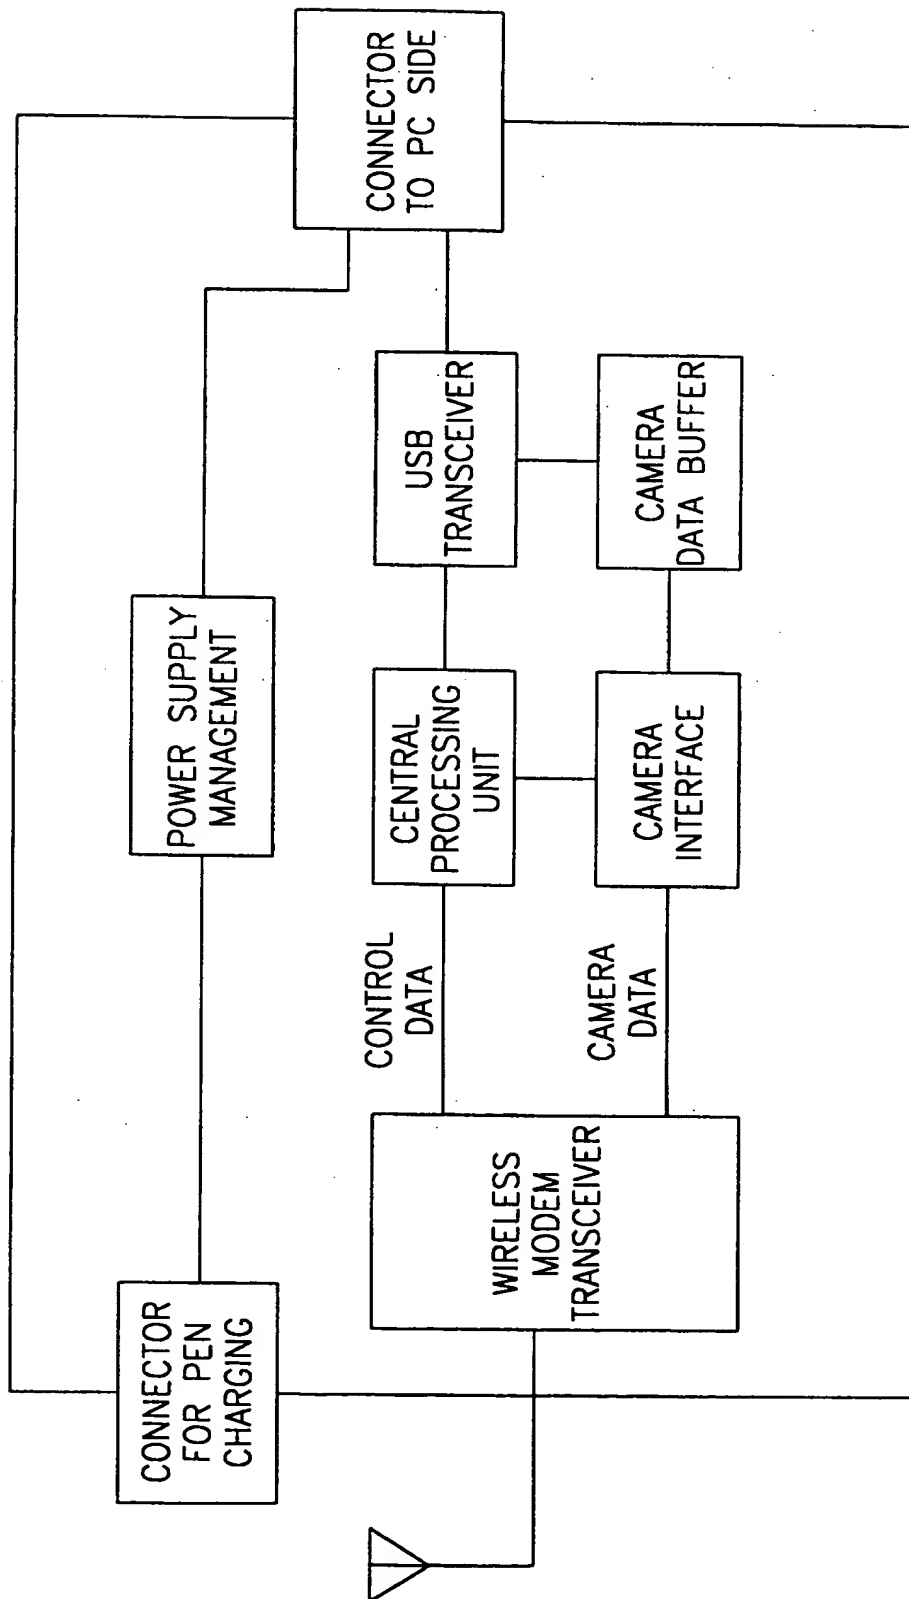 CONNECTOR
FOR PEN
CHARGING
POWER SUPPLY
MANAGEMENT
CONNECTOR
TO PC SIDE
WIRELESS
MODEM
TRANSCEIVER
CONTROL
DATA
CENTRAL
PROCESSING
UNIT
USB
TRANSCEIVER
CAMERA
DATA
CAMERA
INTERFACE
CAMERA
DATA BUFFER